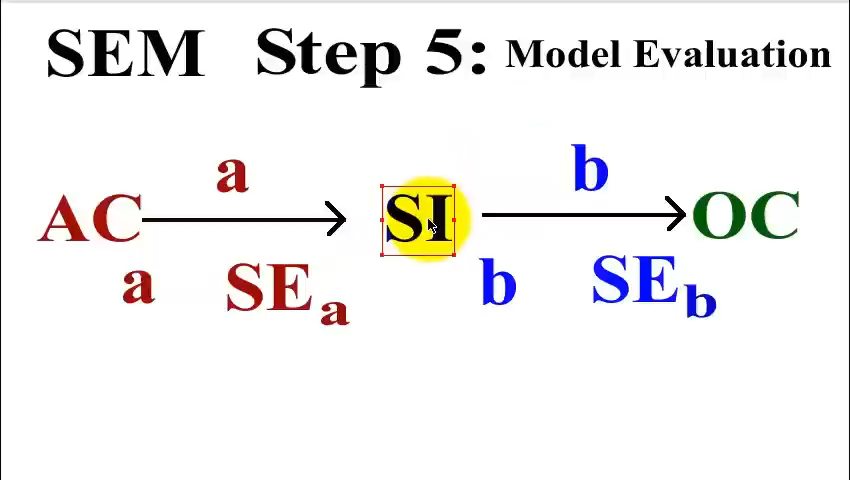 SEM Step 5: Model Evaluation
a b
AC SI OC
a SEa b SEb